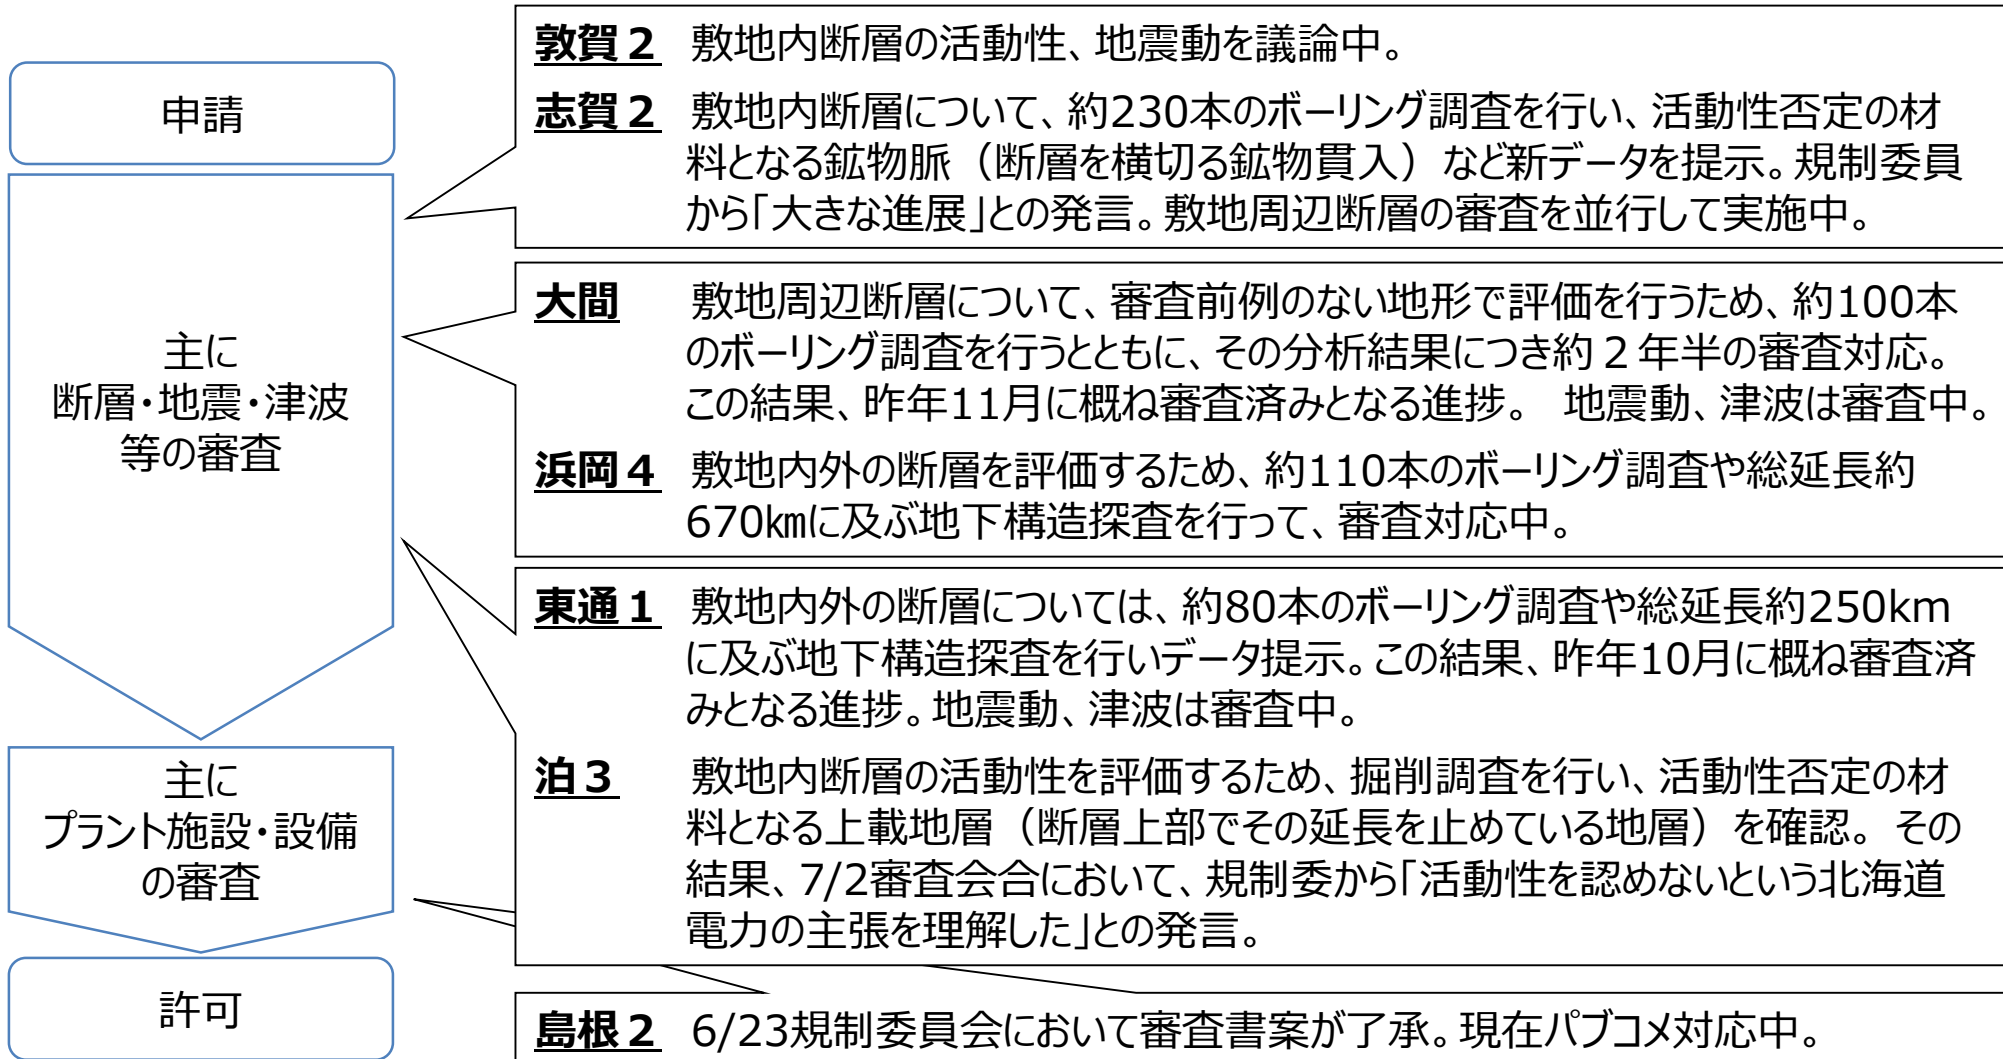 申請
主に
断層・地震・津波
等の審査
主に
プラント施設・設備
の審査
許可
敦賀２ 敷地内断層の活動性、地震動を議論中。
志賀２ 敷地内断層について、約230本のボーリング調査を行い、活動性否定の材
料となる鉱物脈（断層を横切る鉱物貫入）など新データを提示。規制委員
から「大きな進展」との発言。敷地周辺断層の審査を並行して実施中。
大間 敷地周辺断層について、審査前例のない地形で評価を行うため、約100本
のボーリング調査を行うとともに、その分析結果につき約２年半の審査対応。
この結果、昨年11月に概ね審査済みとなる進捗。 地震動、津波は審査中。
浜岡４ 敷地内外の断層を評価するため、約110本のボーリング調査や総延長約
670㎞に及ぶ地下構造探査を行って、審査対応中。
東通１ 敷地内外の断層については、約80本のボーリング調査や総延長約250km
に及ぶ地下構造探査を行いデータ提示。この結果、昨年10月に概ね審査済
みとなる進捗。地震動、津波は審査中。
泊３ 敷地内断層の活動性を評価するため、掘削調査を行い、活動性否定の材
料となる上載地層（断層上部でその延長を止めている地層）を確認。その
結果、7/2審査会合において、規制委から「活動性を認めないという北海道
電力の主張を理解した」との発言。
島根２ 6/23規制委員会において審査書案が了承。現在パブコメ対応中。